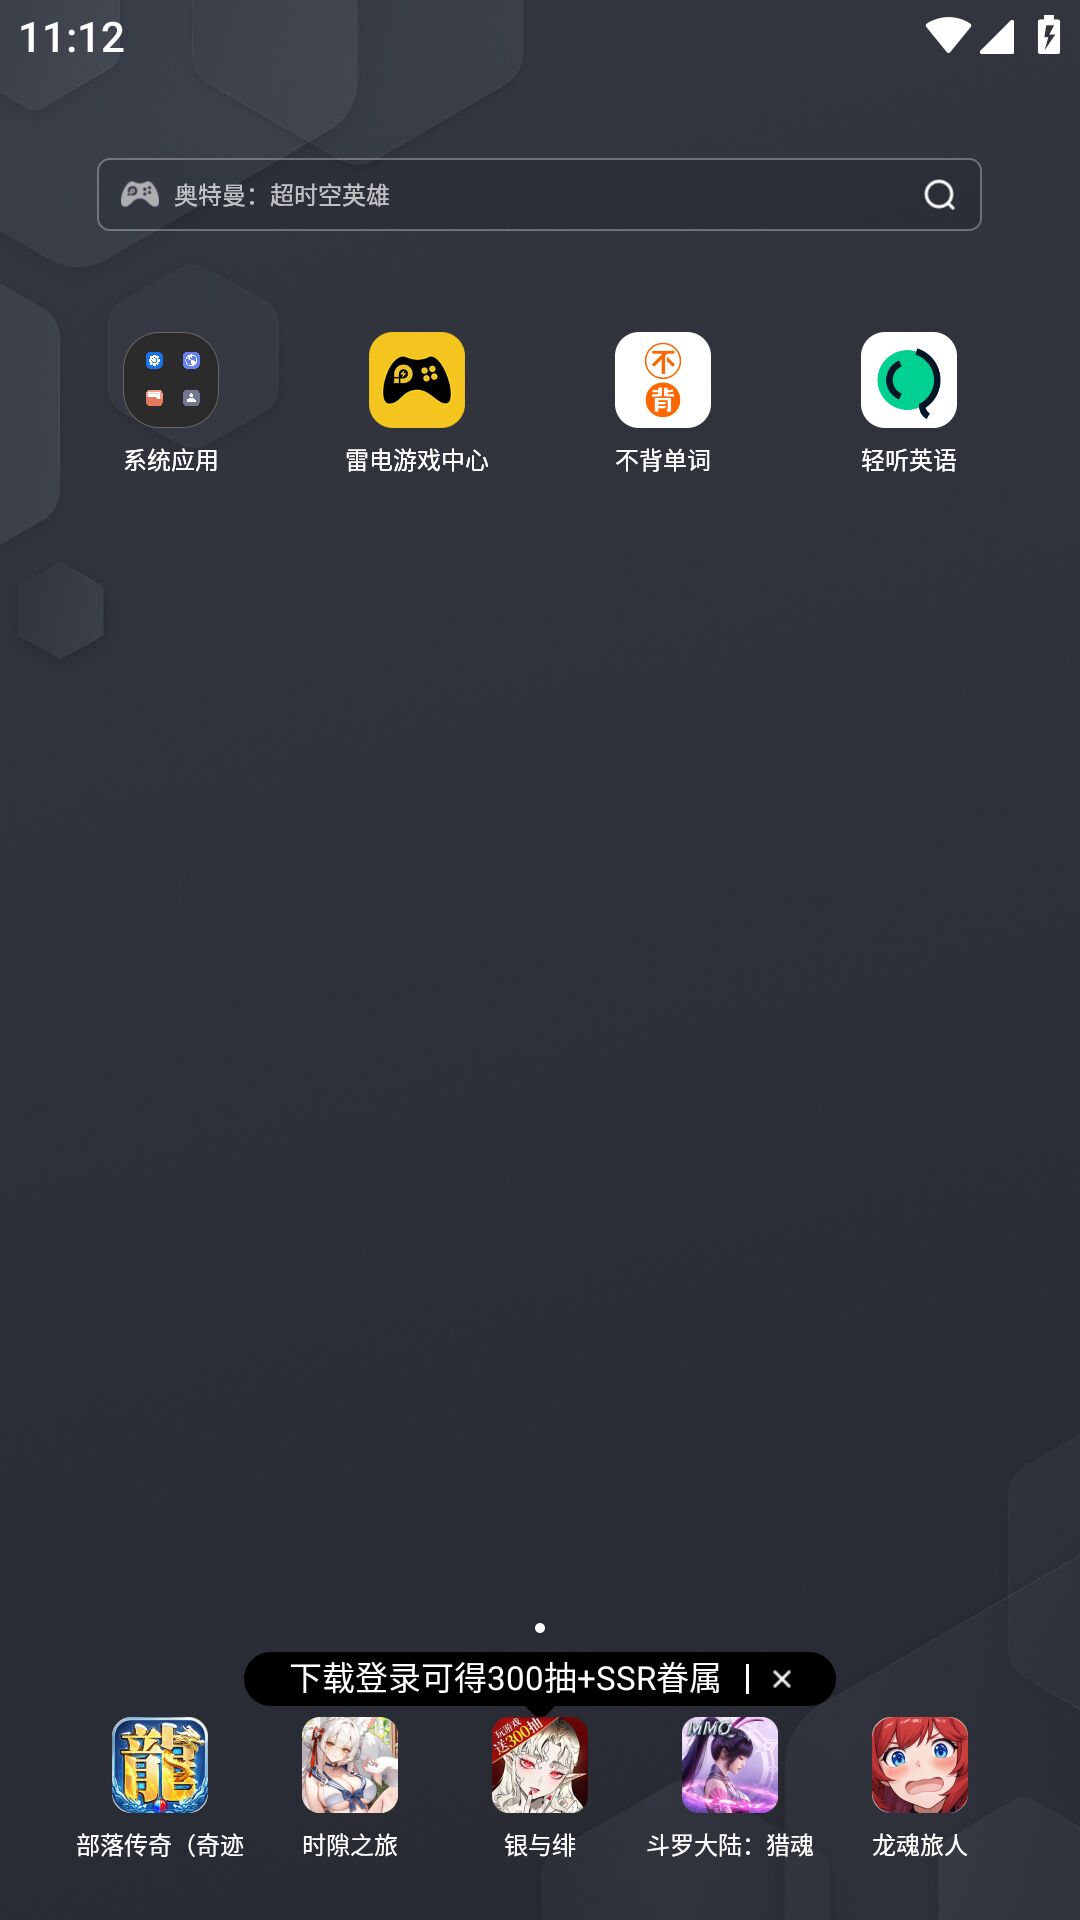 11:12
奥特曼：超时空英雄
不
背
系统应用
雷电游戏中心
不背单词
轻听英语
下载登录可得300抽+SSR眷属
玩游戏
送300抽
MMO
龍
部落传奇（奇迹
时隙之旅
银与绯
斗罗大陆：猎魂
龙魂旅人